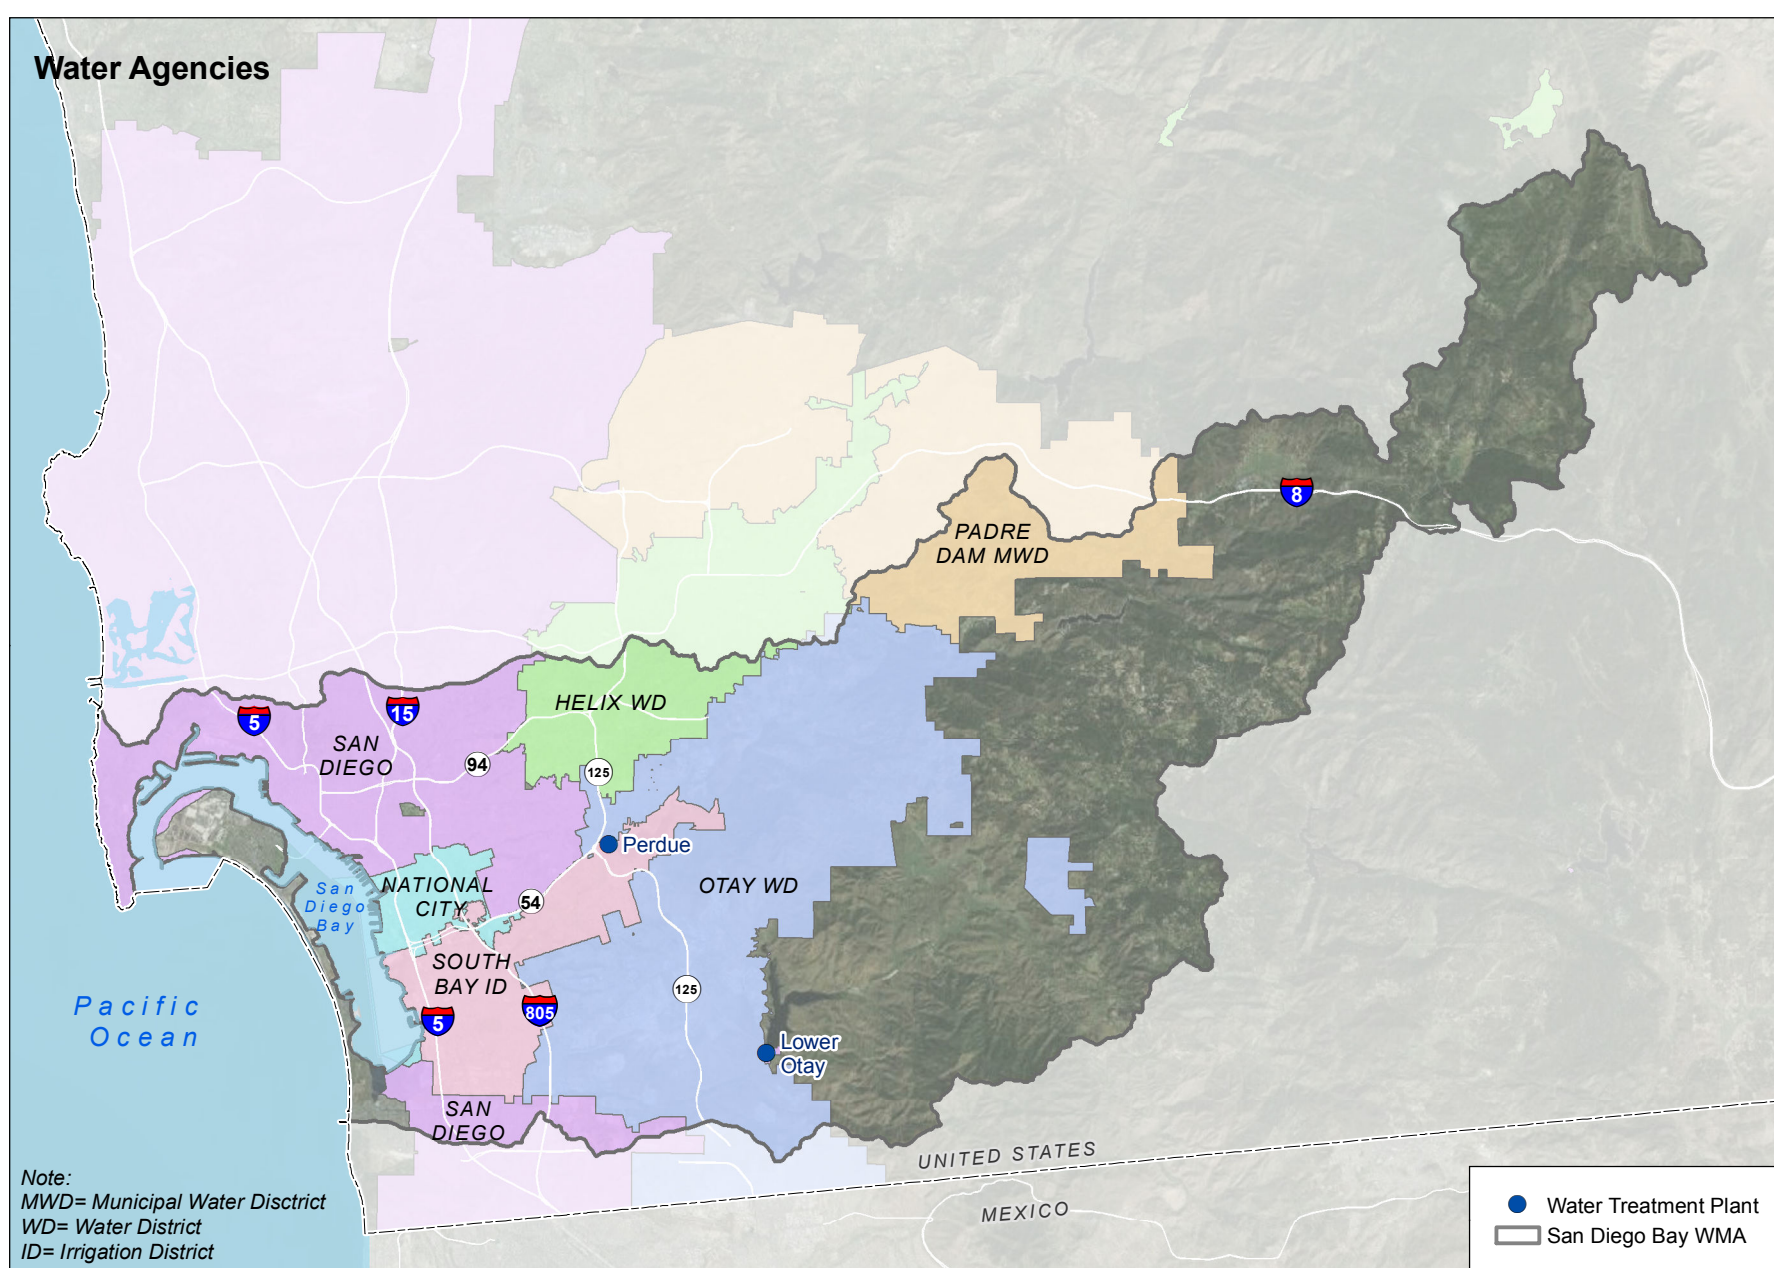 Water Agencies
8
PADRE
DAM MWD
HELIX WD
5
15
SAN
DIEGO
94
125
Perdue
NATIONAL
CITY
OTAY WD
San
Diego
Bay
54
SOUTH
BAY ID
125
Pacific
Ocean
5
805
Lower
Otay
SAN
DIEGO
UNITED STATES
MEXICO
Note:
MWD= Municipal Water Disctrict
WD= Water District
ID= Irrigation District
Water Treatment Plant
San Diego Bay WMA